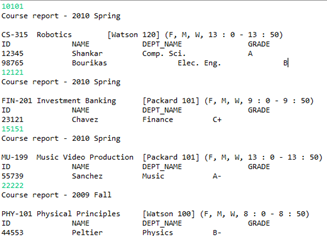 10101
Course report - 2010 Spring
CS-315 Robotics [Watson 120] (F, M, W, 13 : 0 - 13 : 50)
ID NAME DEPT_NAME GRADE
12345 Shankar Comp. Sci. A
98765 Bourikas Elec. Eng. B
12121
Course report - 2010 Spring
FIN-201 Investment Banking [Packard 101] (F, M, W, 9 : 0 - 9 : 50)
ID NAME DEPT_NAME GRADE
23121 Chavez Finance C+
15151
Course report - 2010 Spring
MU-199 Music Video Production [Packard 101] (F, M, W, 13 : 0 - 13 : 50)
ID NAME DEPT_NAME GRADE
55739 Sanchez Music A-
22222
Course report - 2009 Fall
PHY-101 Physical Principles [Watson 100] (F, M, W, 8 : 0 - 8 : 50)
ID NAME DEPT_NAME GRADE
44553 Peltier Physics B-